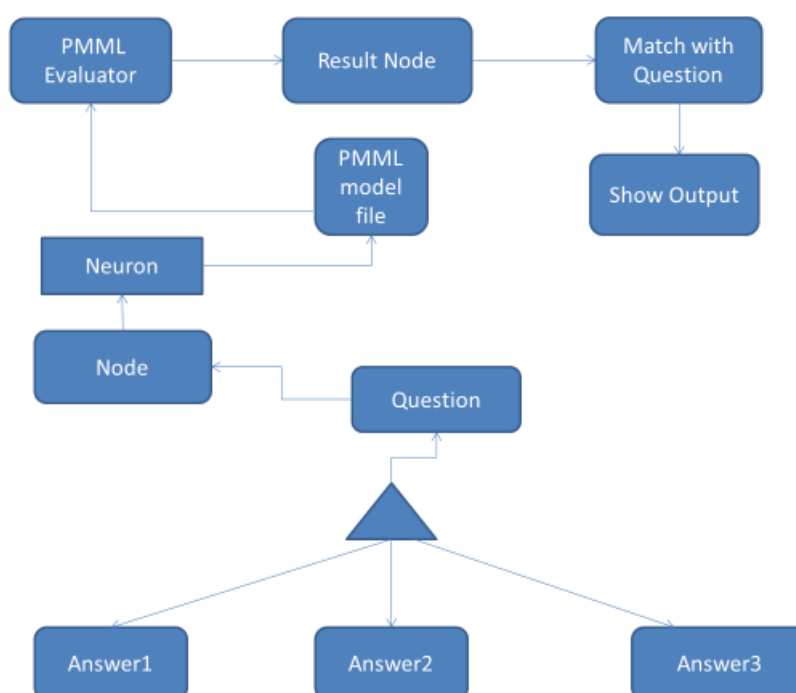 PMML
Evaluator
Result Node
Match with
Question
PMML
model
file
Show Output
Neuron
Node
Question
Answer1
Answer2
Answer3